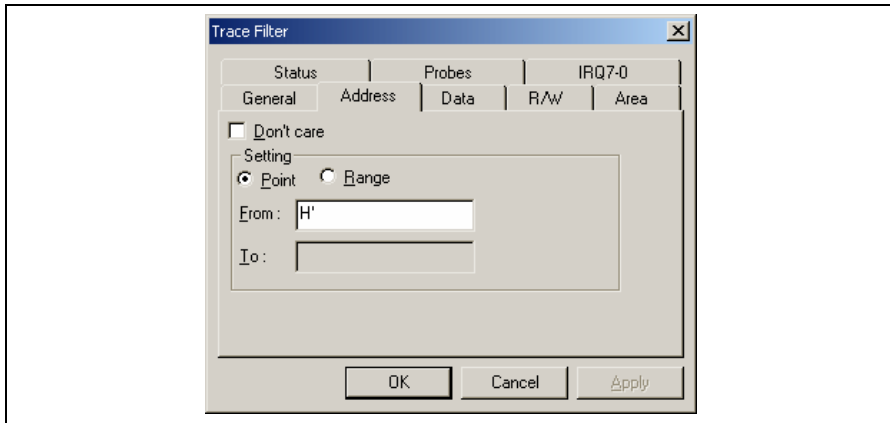 Trace Filter
Status Probes IRQ7-0
General Address Data R/W Area
Don't care
Setting
Point Range
From : H'
To :
OK Cancel Apply